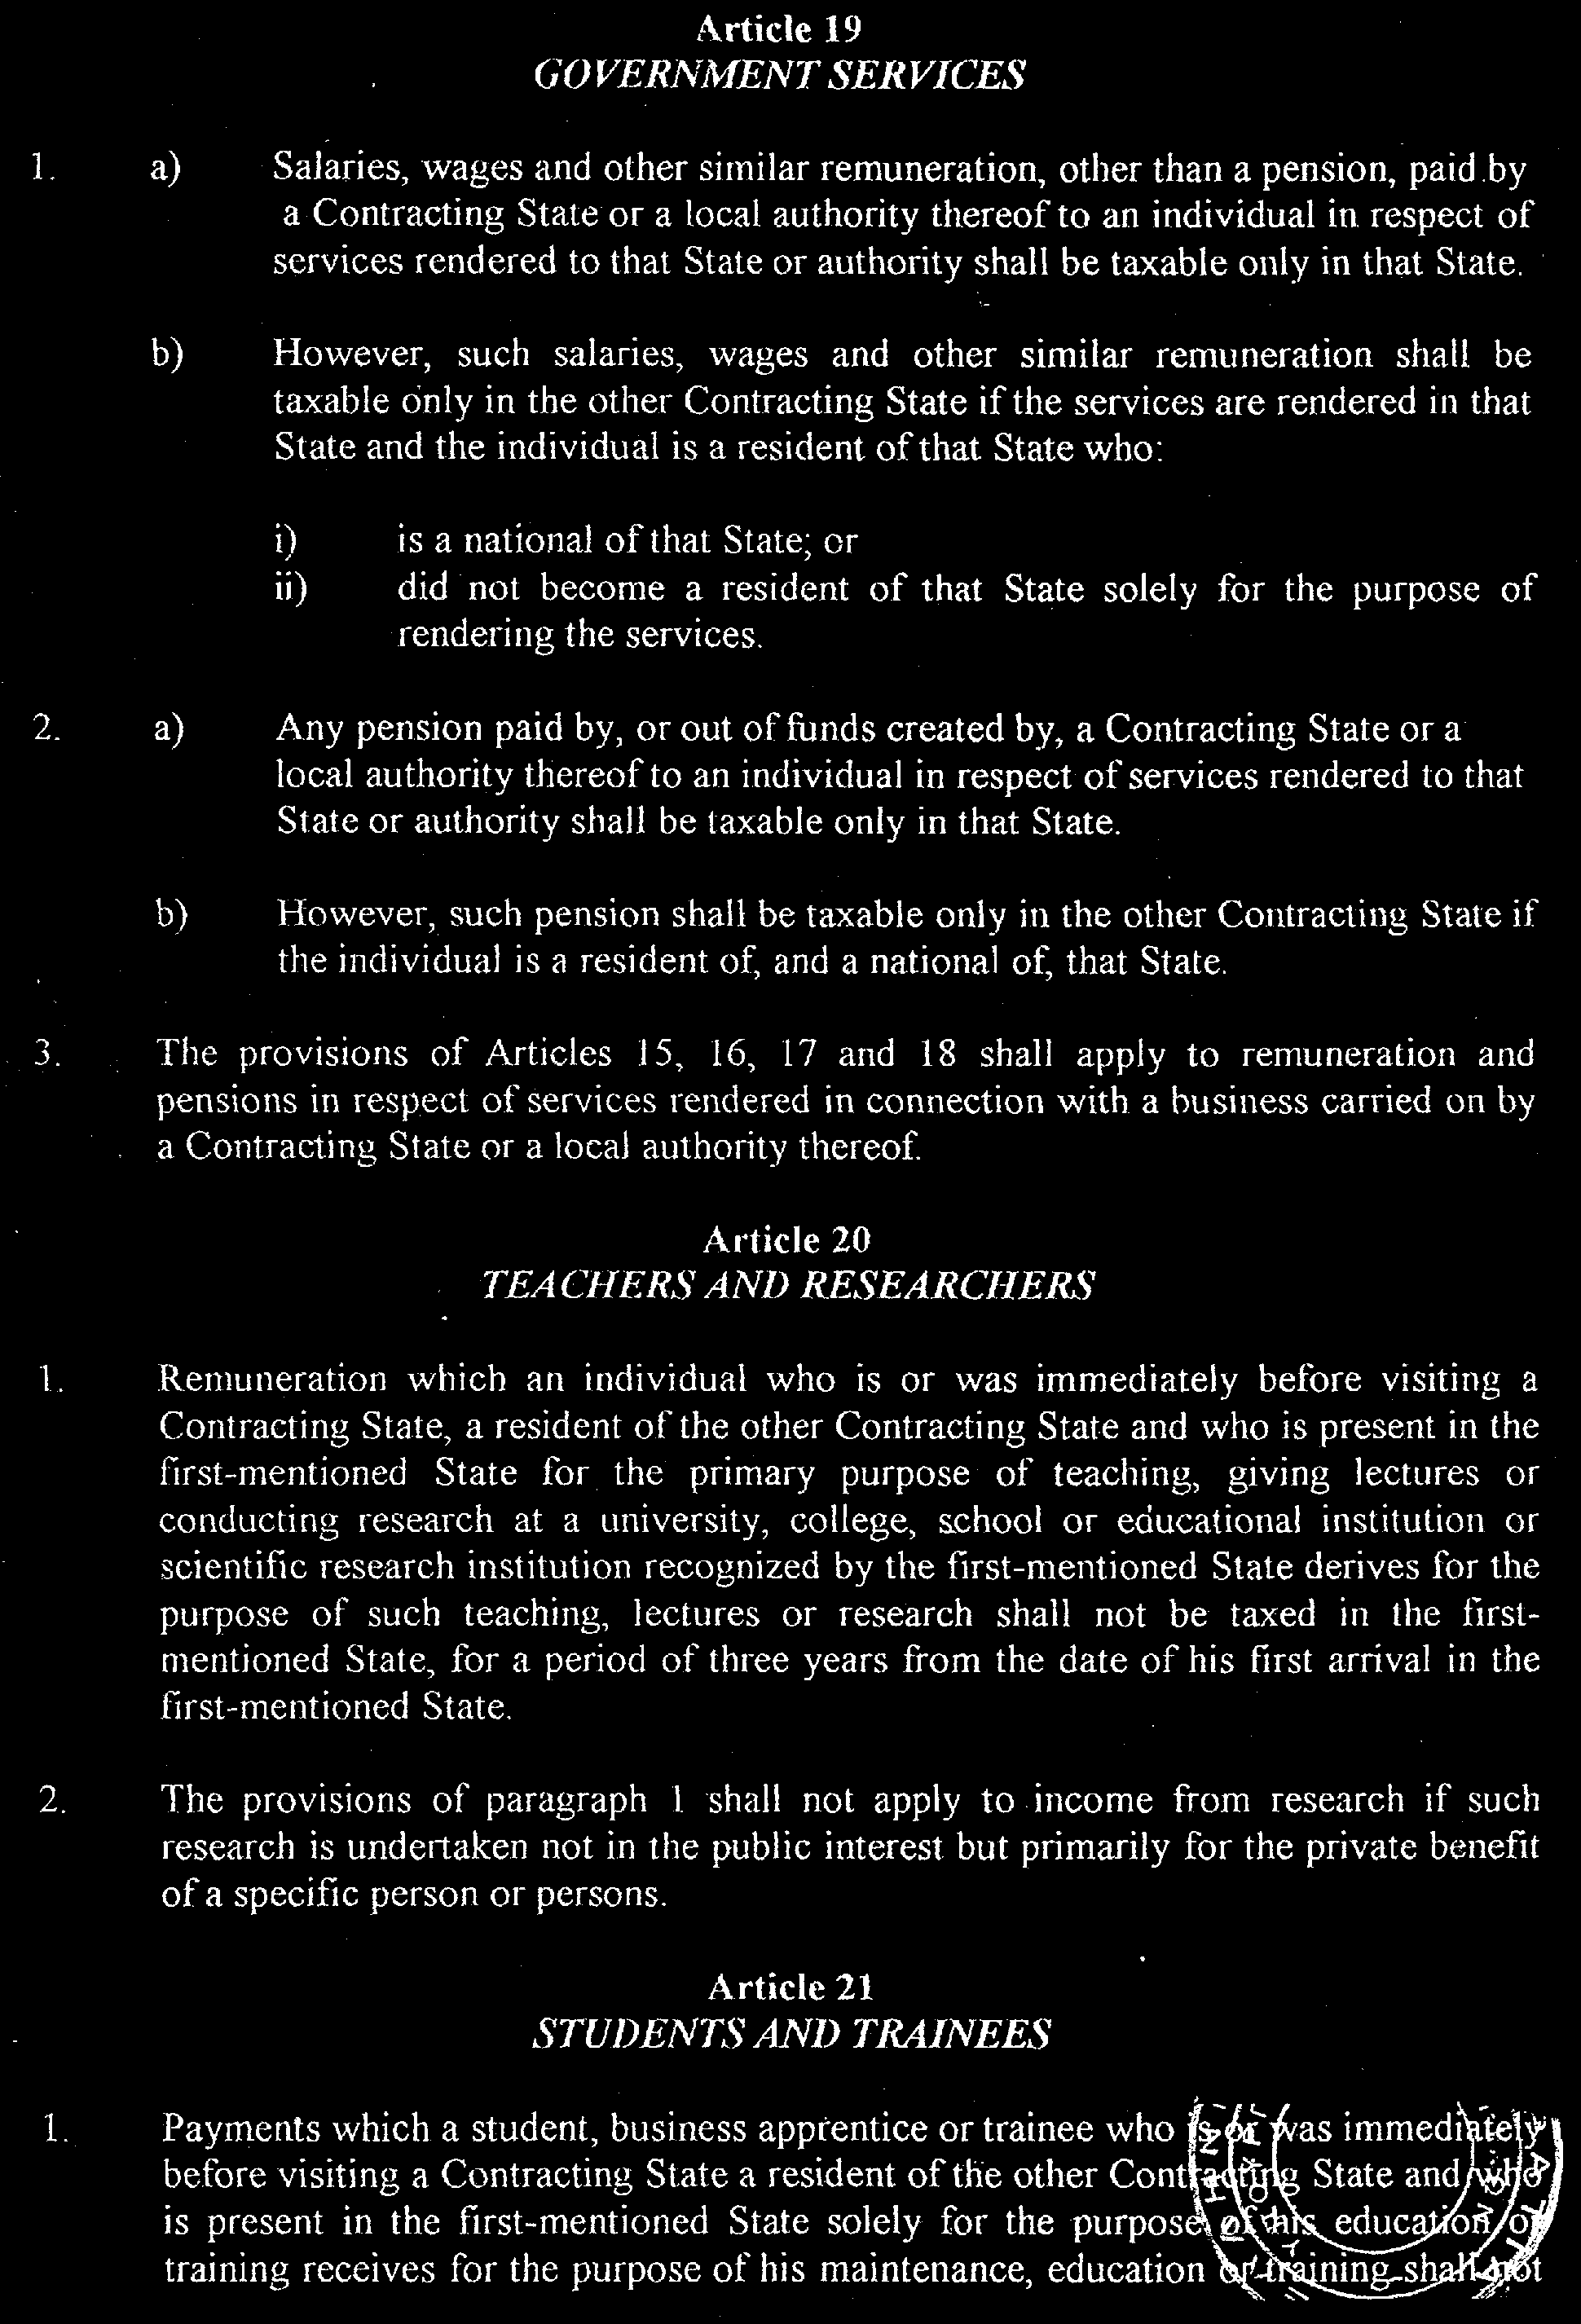 Article 19
GOVERNMENT SERVICES
1. a) Salaries, wages and other similar remuneration, other than a pension, paid by
a Contracting State or a local authority thereof to an individual in respect of
services rendered to that State or authority shall be taxable only in that State.
b) However, such salaries, wages and other similar remuneration shall be
taxable only in the other Contracting State if the services are rendered in that
State and the individual is a resident of that State who:
i) is a national of that State; or
ii) did not become a resident of that State solely for the purpose of
rendering the services.
2. a) Any pension paid by, or out of funds created by, a Contracting State or a
local authority thereof to an individual in respect of services rendered to that
State or authority shall be taxable only in that State.
b) However, such pension shall be taxable only in the other Contracting State if
the individual is a resident of, and a national of, that State.
3. The provisions of Articles 15, 16, 17 and 18 shall apply to remuneration and
pensions in respect of services rendered in connection with a business carried on by
a Contracting State or a local authority thereof.
Article 20
TEACHERS AND RESEARCHERS
1. Remuneration which an individual who is or was immediately before visiting a
Contracting State, a resident of the other Contracting State and who is present in the
first-mentioned State for the primary purpose of teaching, giving lectures or
conducting research at a university, college, school or educational institution or
scientific research institution recognized by the first-mentioned State derives for the
purpose of such teaching, lectures or research shall not be taxed in the first-
mentioned State, for a period of three years from the date of his first arrival in the
first-mentioned State.
2. The provisions of paragraph 1 shall not apply to income from research if such
research is undertaken not in the public interest but primarily for the private benefit
of a specific person or persons.
Article 21
STUDENTS AND TRAINEES
1. Payments which a student, business apprentice or trainee who is or was immediately
before visiting a Contracting State a resident of the other Contracting State and who
is present in the first-mentioned State solely for the purpose of his education or
training receives for the purpose of his maintenance, education or training shall not